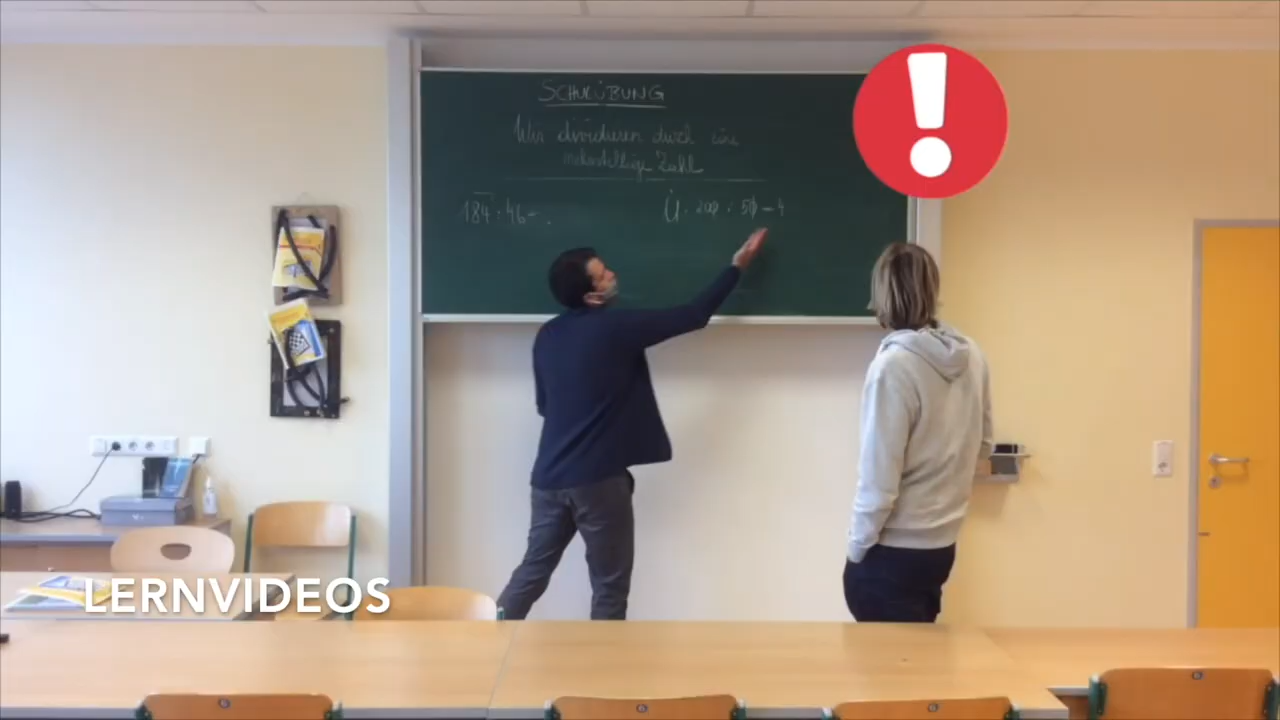 SCHULÜBUNG
Wir dividieren durch eine
mehrstellige Zahl
184 : 46 = .
Ü: 200 : 50 = 4
LERNVIDEOS